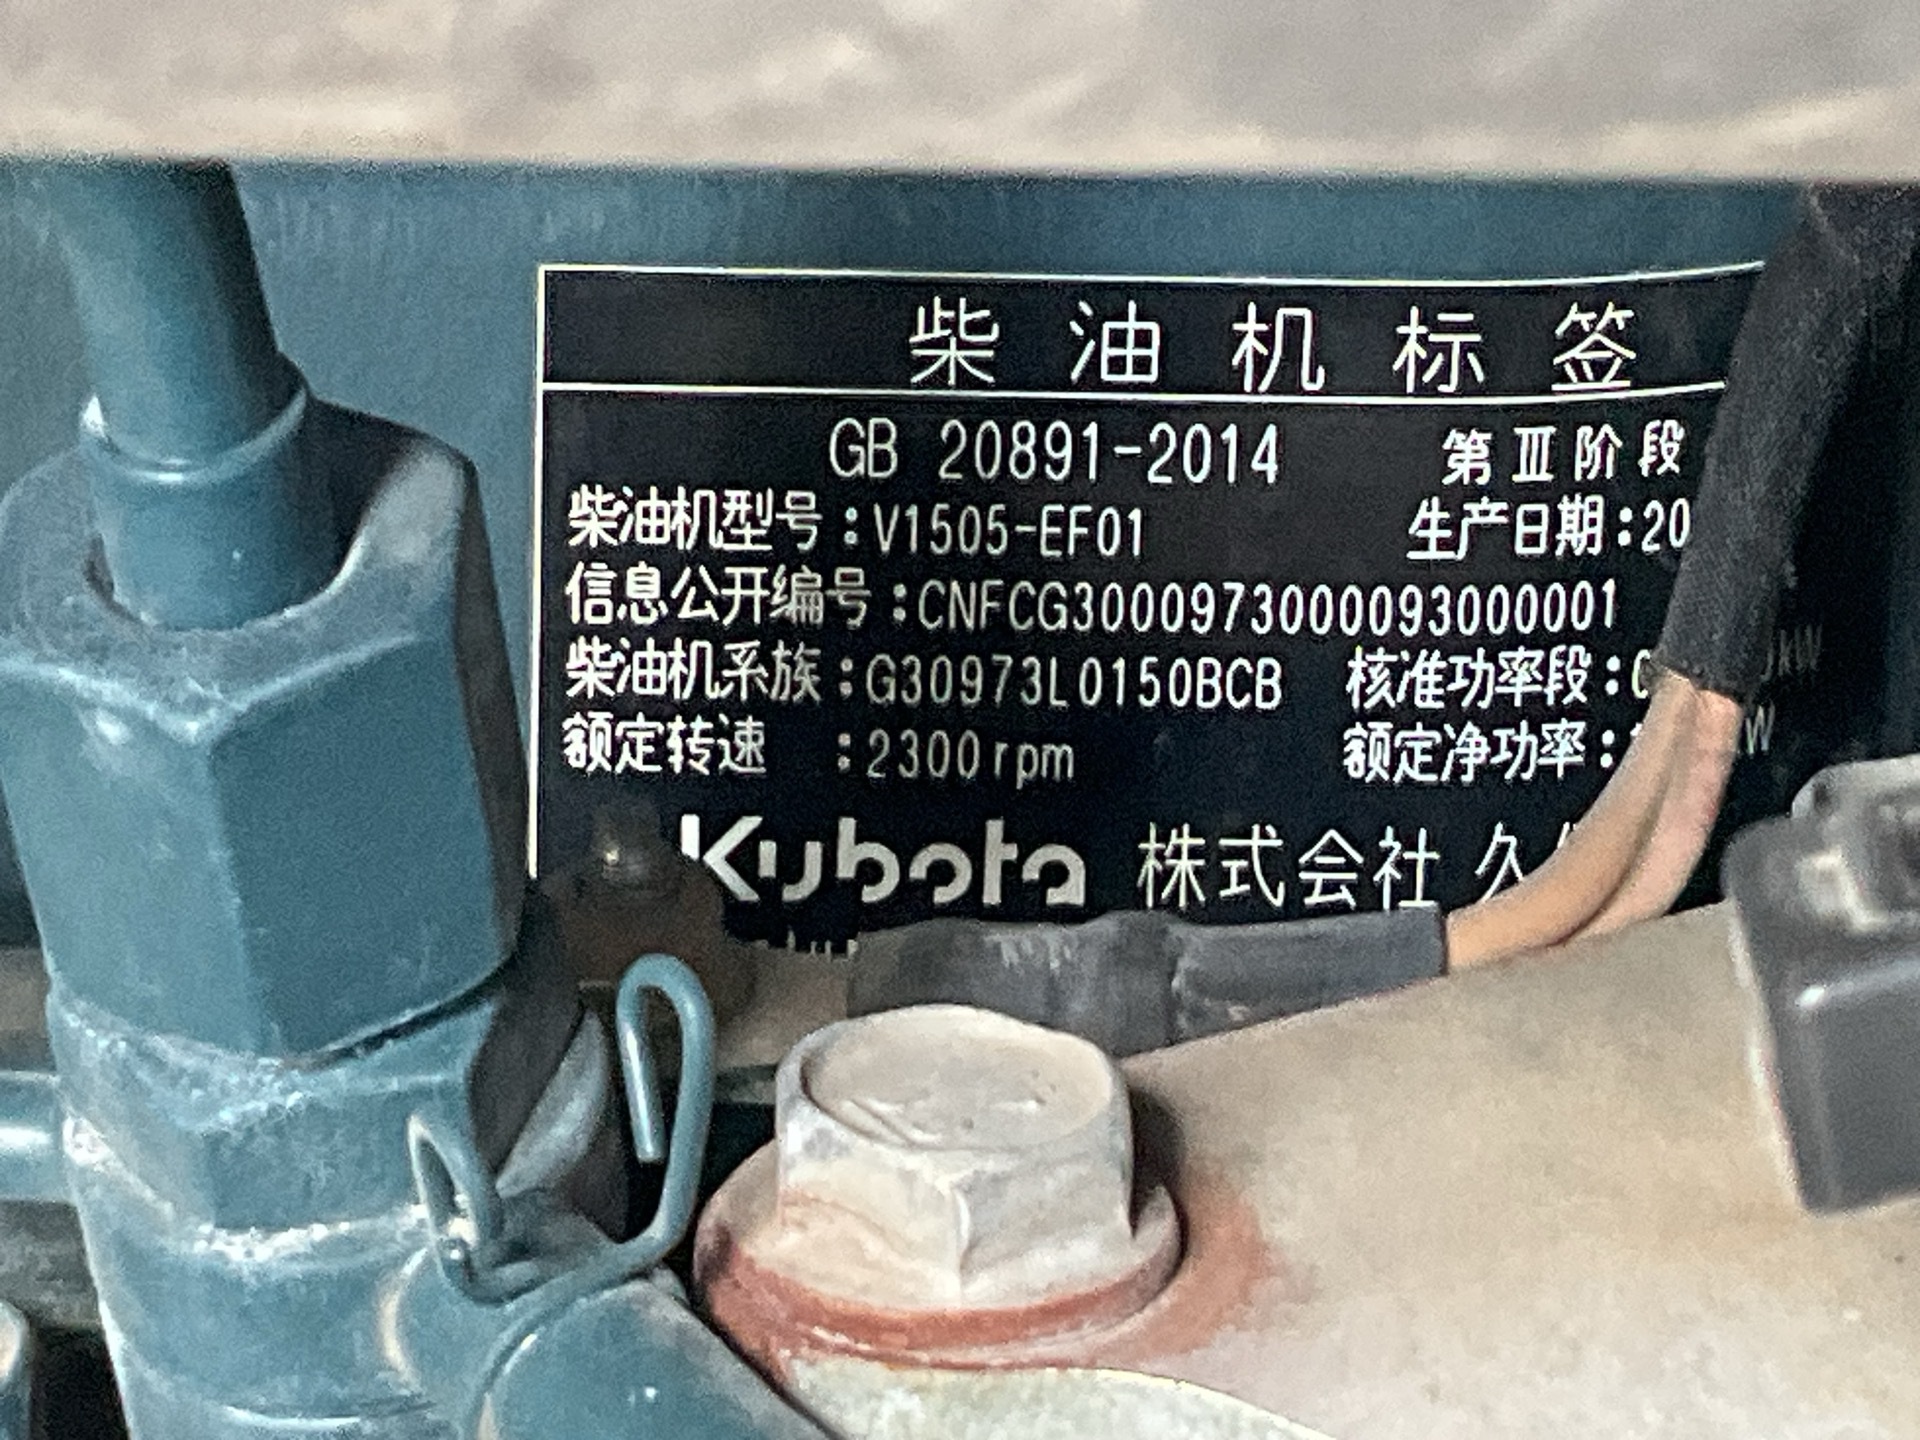 柴油机标签
GB 20891-2014 第Ⅲ阶段
柴油机型号:V1505-EF01 生产日期:20
信息公开编号:CNFCG3000973000093000001
柴油机系族:G30973L0150BCB 核准功率段: kW
额定转速 :2300rpm 额定净功率: W
Kubota 株式会社 久